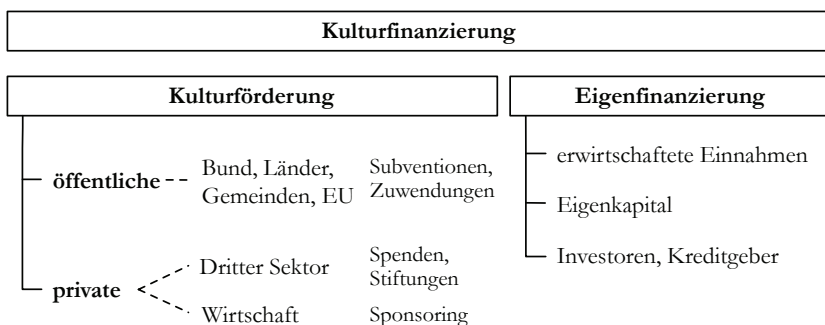 Kulturfinanzierung
Kulturförderung
öffentliche
Bund, Länder,
Gemeinden, EU
Subventionen,
Zuwendungen
private
Dritter Sektor
Spenden,
Stiftungen
Wirtschaft
Sponsoring
Eigenfinanzierung
erwirtschaftete Einnahmen
Eigenkapital
Investoren, Kreditgeber